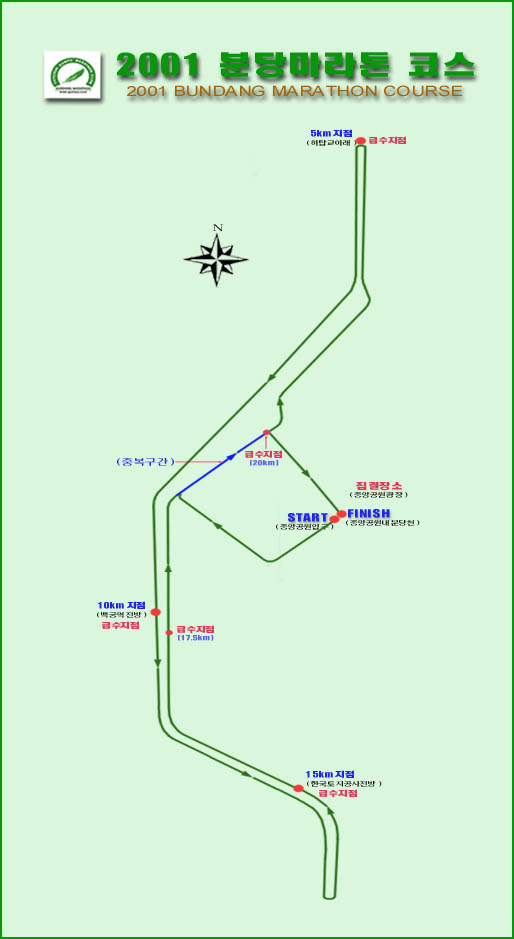 2001 분당마라톤 코스
2001 BUNDANG MARATHON COURSE
5km 지점
(하탑교아래)
급수지점
N
(중복구간)
급수지점
(20km)
집결장소
(중앙공원광장)
START
(중앙공원입구)
FINISH
(중앙공원내분당천)
10km 지점
(백궁역전방)
급수지점
급수지점
(17.5km)
15km 지점
(한국토지공사전방)
급수지점